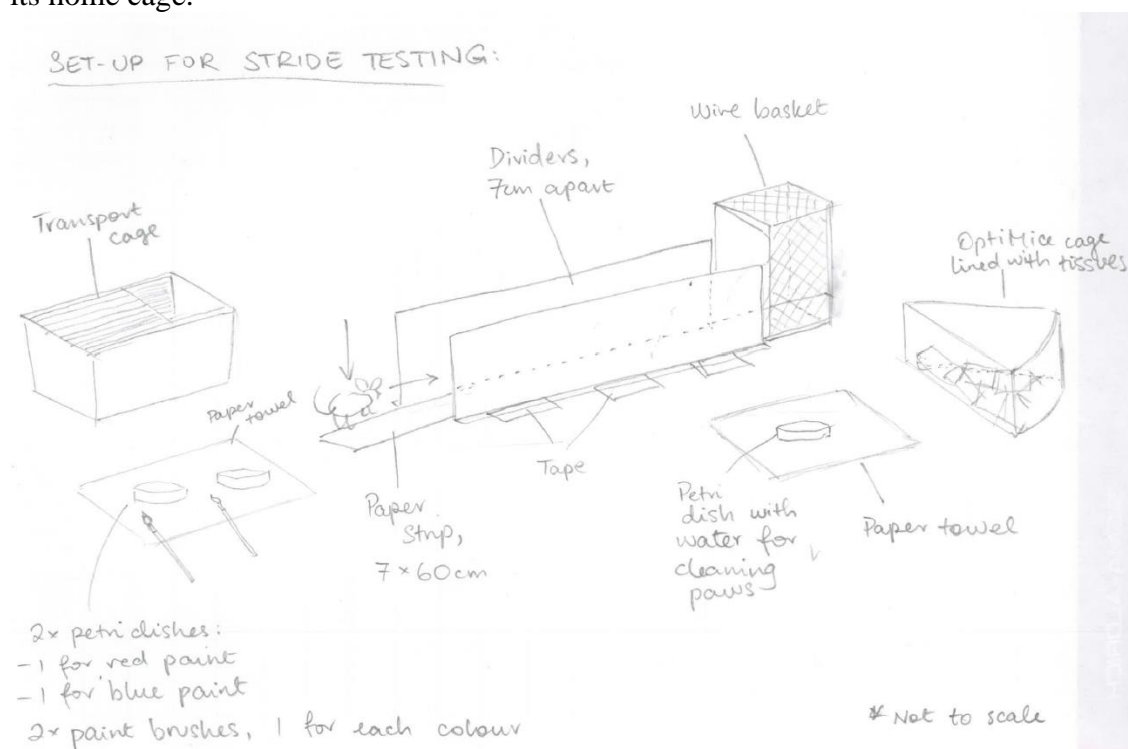 its home cage.
SET-UP FOR STRIDE TESTING:
Wire basket
Dividers,
7cm apart
Transport
cage
OptiMice cage
lined with tissues
Paper
towel
Tape
Paper
Strip,
7 × 60cm
Petri
dish with
water for
cleaning
paws
Paper towel
2x petri dishes:
-1 for red paint
-1 for blue paint
2x paint brushes, 1 for each colour
* Not to scale